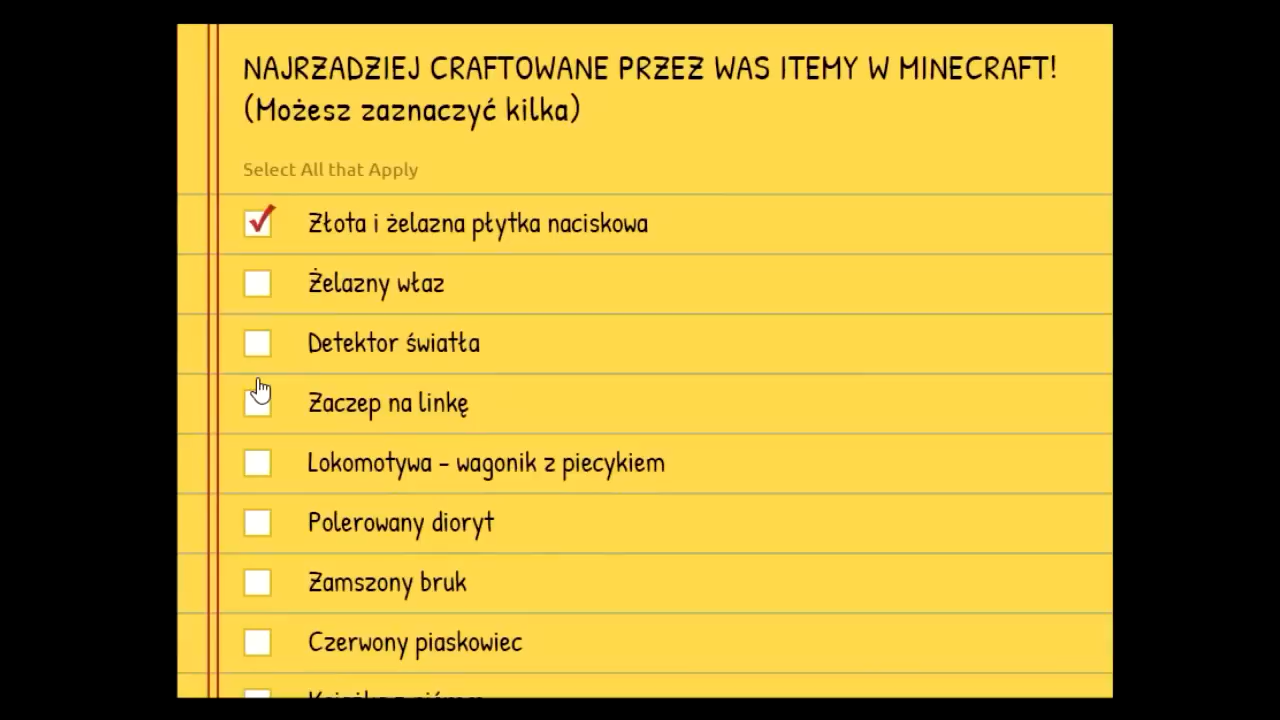 NAJRZADZIEJ CRAFTOWANE PRZEZ WAS ITEMY W MINECRAFT!
(Możesz zaznaczyć kilka)
Select All that Apply
Złota i żelazna płytka naciskowa
Żelazny właz
Detektor światła
Zaczep na linkę
Lokomotywa - wagonik z piecykiem
Polerowany dioryt
Zamszony bruk
Czerwony piaskowiec